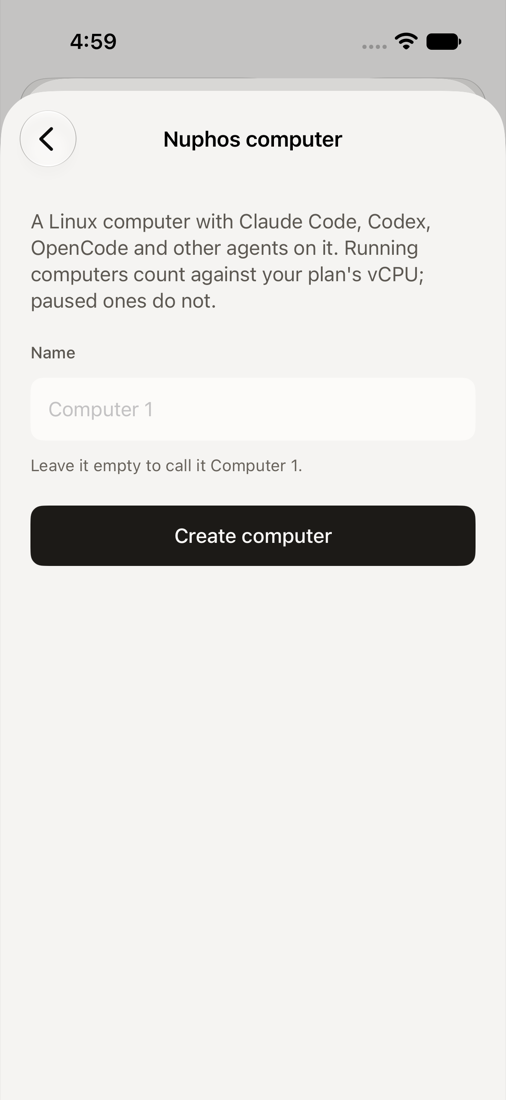 4:59
Nuphos computer
A Linux computer with Claude Code, Codex,
OpenCode and other agents on it. Running
computers count against your plan's vCPU;
paused ones do not.
Name
Computer 1
Leave it empty to call it Computer 1.
Create computer